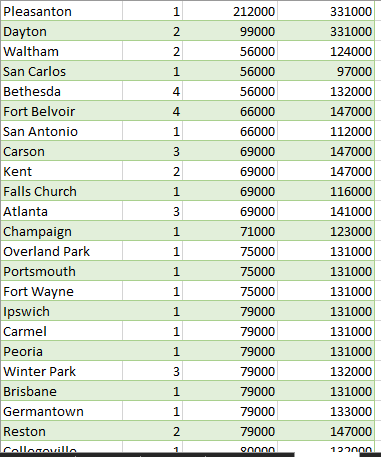 Pleasanton 1 212000 331000
Dayton 2 99000 331000
Waltham 2 56000 124000
San Carlos 1 56000 97000
Bethesda 4 56000 132000
Fort Belvoir 4 66000 147000
San Antonio 1 66000 112000
Carson 3 69000 147000
Kent 2 69000 147000
Falls Church 1 69000 116000
Atlanta 3 69000 141000
Champaign 1 71000 123000
Overland Park 1 75000 131000
Portsmouth 1 75000 131000
Fort Wayne 1 75000 131000
Ipswich 1 79000 131000
Carmel 1 79000 131000
Peoria 1 79000 131000
Winter Park 3 79000 132000
Brisbane 1 79000 131000
Germantown 1 79000 133000
Reston 2 79000 147000
Collegeville 1 80000 132000